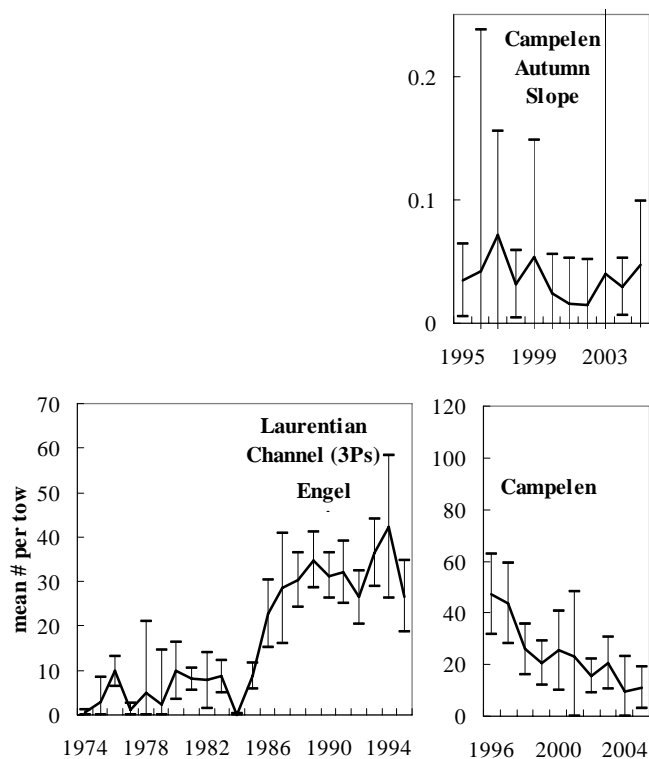 Campelen
Autumn
Slope
0.2
0.1
0
1995 1999 2003
Laurentian
Channel (3Ps)
Engel
mean # per tow
70
60
50
40
30
20
10
0
1974 1978 1982 1986 1990 1994
Campelen
120
100
80
60
40
20
0
1996 2000 2004